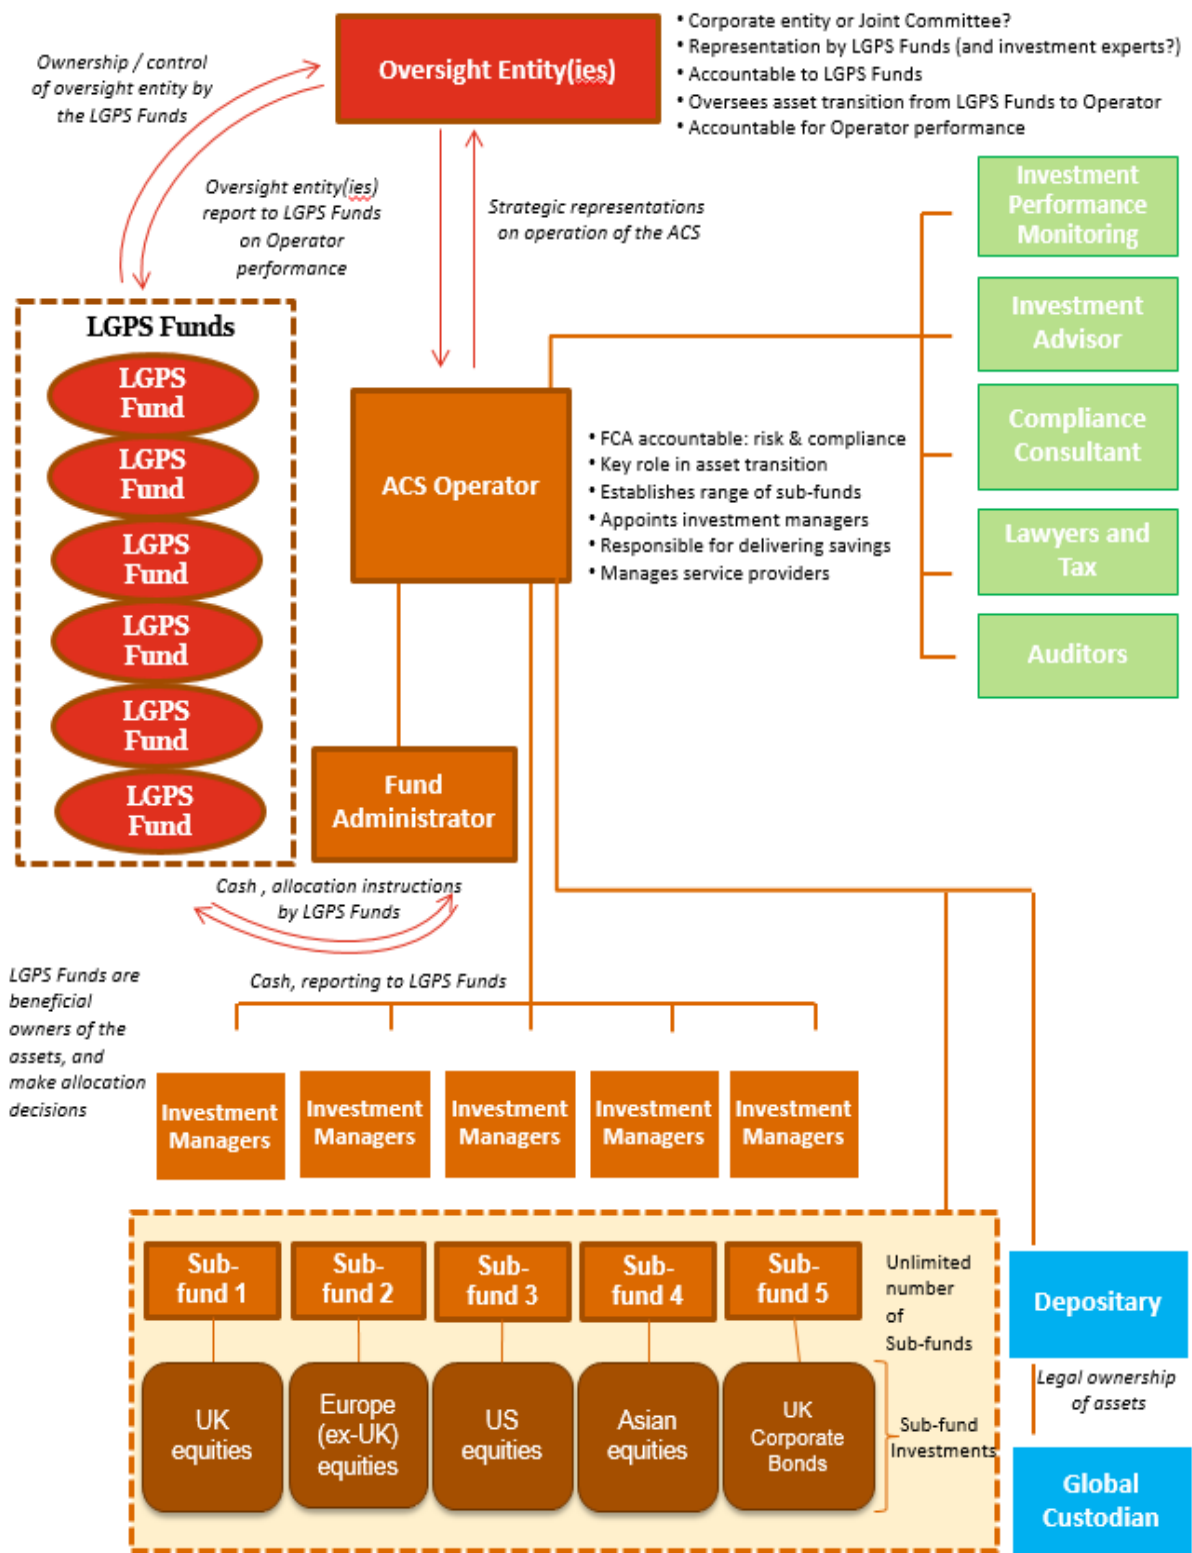 Oversight Entity(ies)
• Corporate entity or Joint Committee?
• Representation by LGPS Funds (and investment experts?)
• Accountable to LGPS Funds
• Oversees asset transition from LGPS Funds to Operator
• Accountable for Operator performance
Ownership / control
of oversight entity by
the LGPS Funds
Oversight entity(ies)
report to LGPS Funds
on Operator
performance
Strategic representations
on operation of the ACS
Investment
Performance
Monitoring
Investment
Advisor
Compliance
Consultant
Lawyers and
Tax
Auditors
LGPS Funds
LGPS
Fund
LGPS
Fund
LGPS
Fund
LGPS
Fund
LGPS
Fund
LGPS
Fund
ACS Operator
• FCA accountable: risk & compliance
• Key role in asset transition
• Establishes range of sub-funds
• Appoints investment managers
• Responsible for delivering savings
• Manages service providers
Fund
Administrator
Cash , allocation instructions
by LGPS Funds
Cash, reporting to LGPS Funds
LGPS Funds are
beneficial
owners of the
assets, and
make allocation
decisions
Investment
Managers
Investment
Managers
Investment
Managers
Investment
Managers
Investment
Managers
Sub-
fund 1
Sub-
fund 2
Sub-
fund 3
Sub-
fund 4
Sub-
fund 5
Unlimited
number
of
Sub-funds
UK
equities
Europe
(ex-UK)
equities
US
equities
Asian
equities
UK
Corporate
Bonds
Sub-fund
Investments
Depositary
Legal ownership
of assets
Global
Custodian